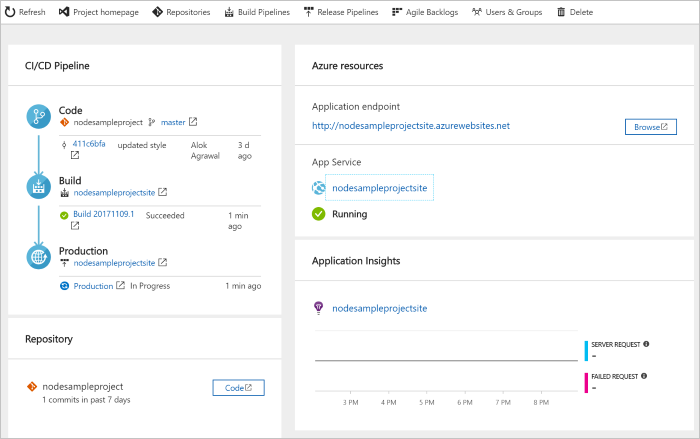 Refresh Project homepage Repositories Build Pipelines Release Pipelines Agile Backlogs Users & Groups Delete
CI/CD Pipeline
Code
nodesampleproject master
411c6bfa updated style Alok Agrawal 3 d ago
Build
nodesampleprojectsite
Build 20171109.1 Succeeded 1 min ago
Production
nodesampleprojectsite
Production In Progress 1 min ago
Repository
nodesampleproject
1 commits in past 7 days
Code
Azure resources
Application endpoint
http://nodesampleprojectsite.azurewebsites.net
Browse
App Service
nodesampleprojectsite
Running
Application Insights
nodesampleprojectsite
SERVER REQUEST
--
FAILED REQUEST
--
3 PM 4 PM 5 PM 6 PM 7 PM 8 PM